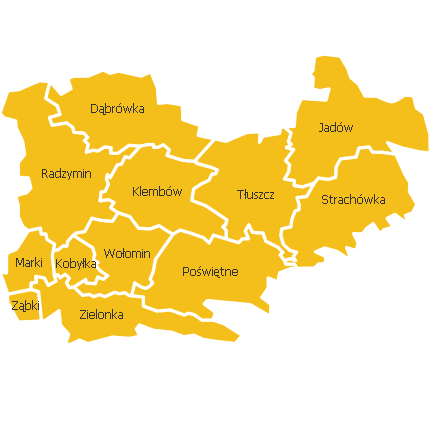 Dąbrówka
Jadów
Radzymin
Klembów
Tłuszcz
Strachówka
Wołomin
Marki
Kobyłka
Poświętne
Ząbki
Zielonka